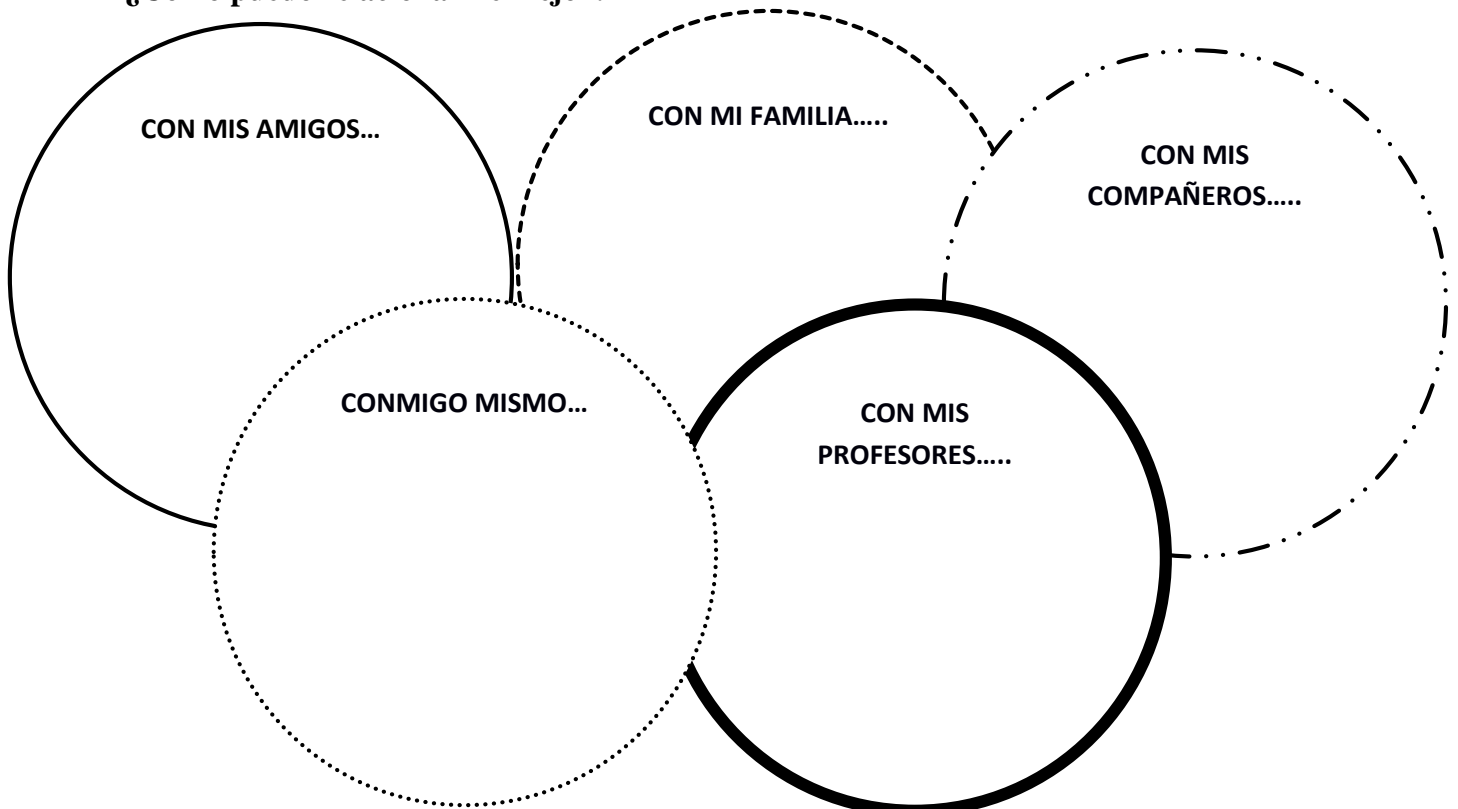 CON MIS AMIGOS…
CON MI FAMILIA…..
CON MIS
COMPAÑEROS…..
CONMIGO MISMO…
CON MIS
PROFESORES…..